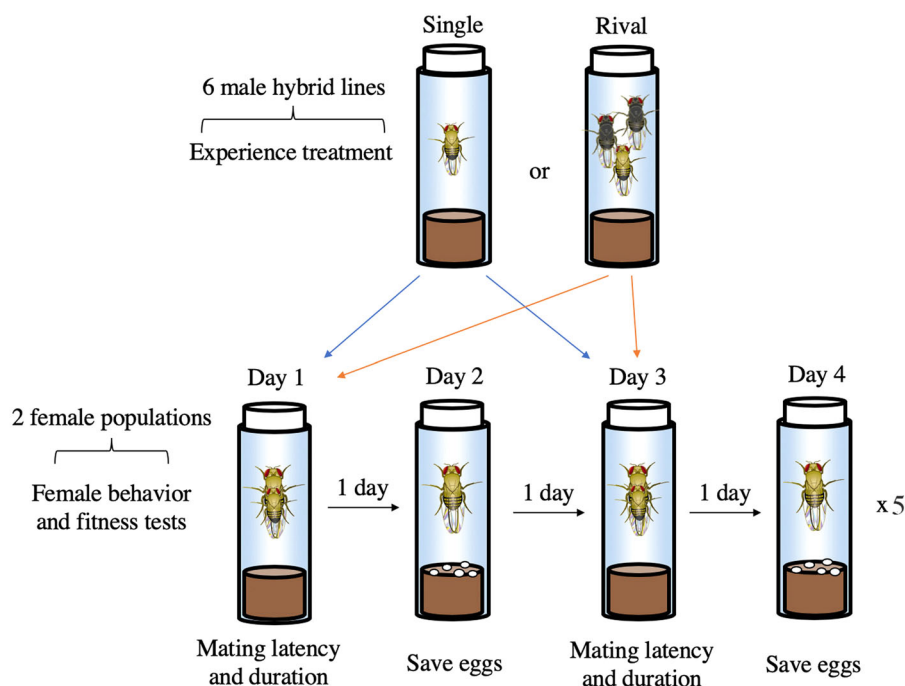 Single
Rival
6 male hybrid lines
Experience treatment
or
Day 1
Day 2
Day 3
Day 4
2 female populations
Female behavior
and fitness tests
1 day
1 day
1 day
x 5
Mating latency
and duration
Save eggs
Mating latency
and duration
Save eggs